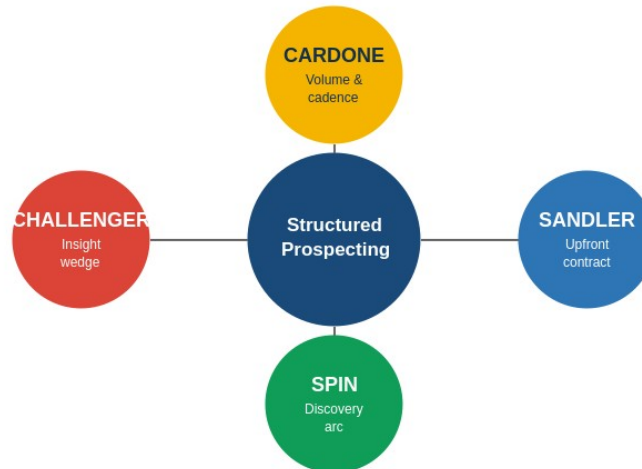 CARDONE
Volume &
cadence
CHALLENGER
Insight
wedge
Structured
Prospecting
SANDLER
Upfront
contract
SPIN
Discovery
arc